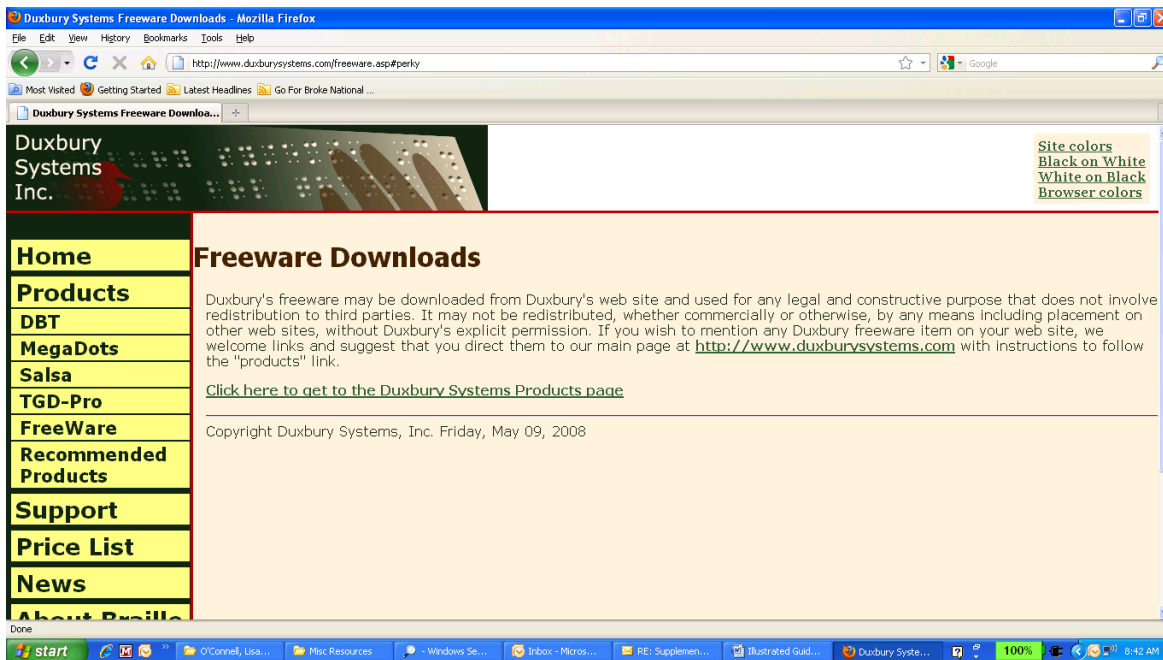 Duxbury Systems Freeware Downloads - Mozilla Firefox
File Edit View History Bookmarks Tools Help
http://www.duxburysystems.com/freeware.asp#perky
Google
Most Visited Getting Started Latest Headlines Go For Broke National ...
Duxbury Systems Freeware Downloa...
Duxbury
Systems
Inc.
Site colors
Black on White
White on Black
Browser colors
Home
Products
DBT
MegaDots
Salsa
TGD-Pro
FreeWare
Recommended
Products
Support
Price List
News
About Braille
Freeware Downloads
Duxbury's freeware may be downloaded from Duxbury's web site and used for any legal and constructive purpose that does not involve
redistribution to third parties. It may not be redistributed, whether commercially or otherwise, by any means including placement on
other web sites, without Duxbury's explicit permission. If you wish to mention any Duxbury freeware item on your web site, we
welcome links and suggest that you direct them to our main page at http://www.duxburysystems.com with instructions to follow
the "products" link.
Click here to get to the Duxbury Systems Products page
Copyright Duxbury Systems, Inc. Friday, May 09, 2008
Done
start O'Connell, Lisa... Misc Resources - Windows Se... Inbox - Micros... RE: Supplemen... Illustrated Guid... Duxbury Syste... 100% 8:42 AM